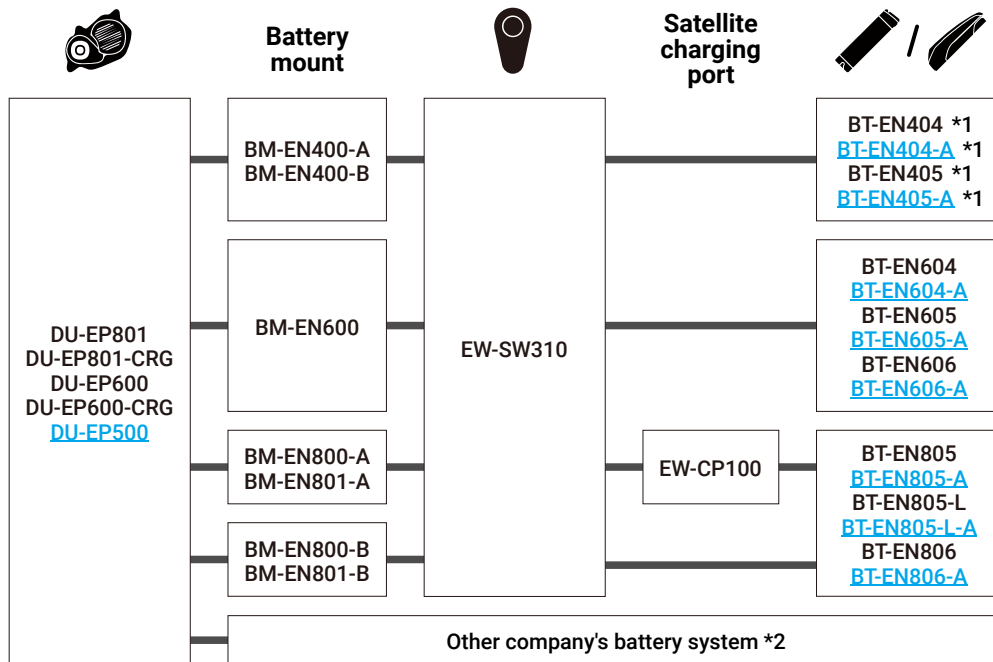 Battery
mount
Satellite
charging
port
DU-EP801
DU-EP801-CRG
DU-EP600
DU-EP600-CRG
DU-EP500
BM-EN400-A
BM-EN400-B
BM-EN600
BM-EN800-A
BM-EN801-A
BM-EN800-B
BM-EN801-B
EW-SW310
EW-CP100
BT-EN404 *1
BT-EN404-A *1
BT-EN405 *1
BT-EN405-A *1
BT-EN604
BT-EN604-A
BT-EN605
BT-EN605-A
BT-EN606
BT-EN606-A
BT-EN805
BT-EN805-A
BT-EN805-L
BT-EN805-L-A
BT-EN806
BT-EN806-A
Other company's battery system *2